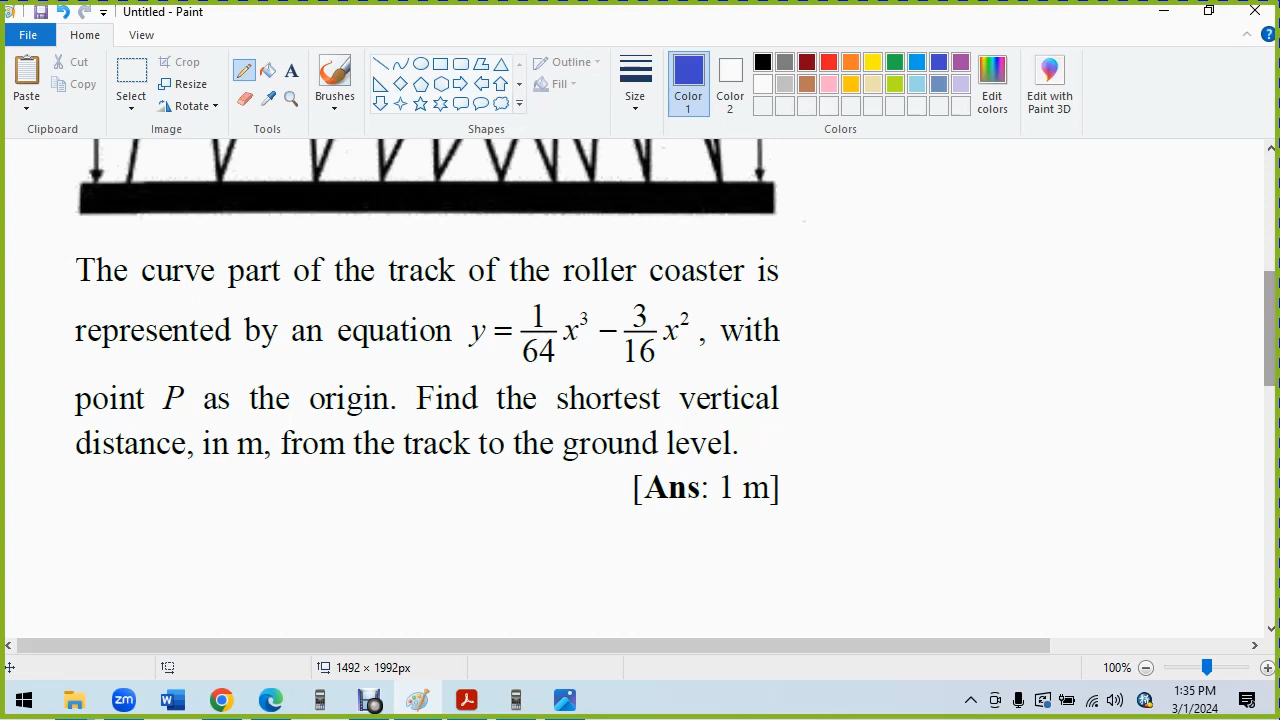 Untitled - Paint
File Home View
Paste
Cut
Copy
Clipboard
Select
Crop
Resize
Rotate
Image
A
Tools
Brushes
Outline
Fill
Shapes
Size
Color 1
Color 2
Edit colors
Colors
Edit with Paint 3D
The curve part of the track of the roller coaster is
represented by an equation y = 1/64 x³ − 3/16 x² , with
point P as the origin. Find the shortest vertical
distance, in m, from the track to the ground level.
[Ans: 1 m]
1492 × 1992px
100%
zm
W
1:35 PM
3/1/2024